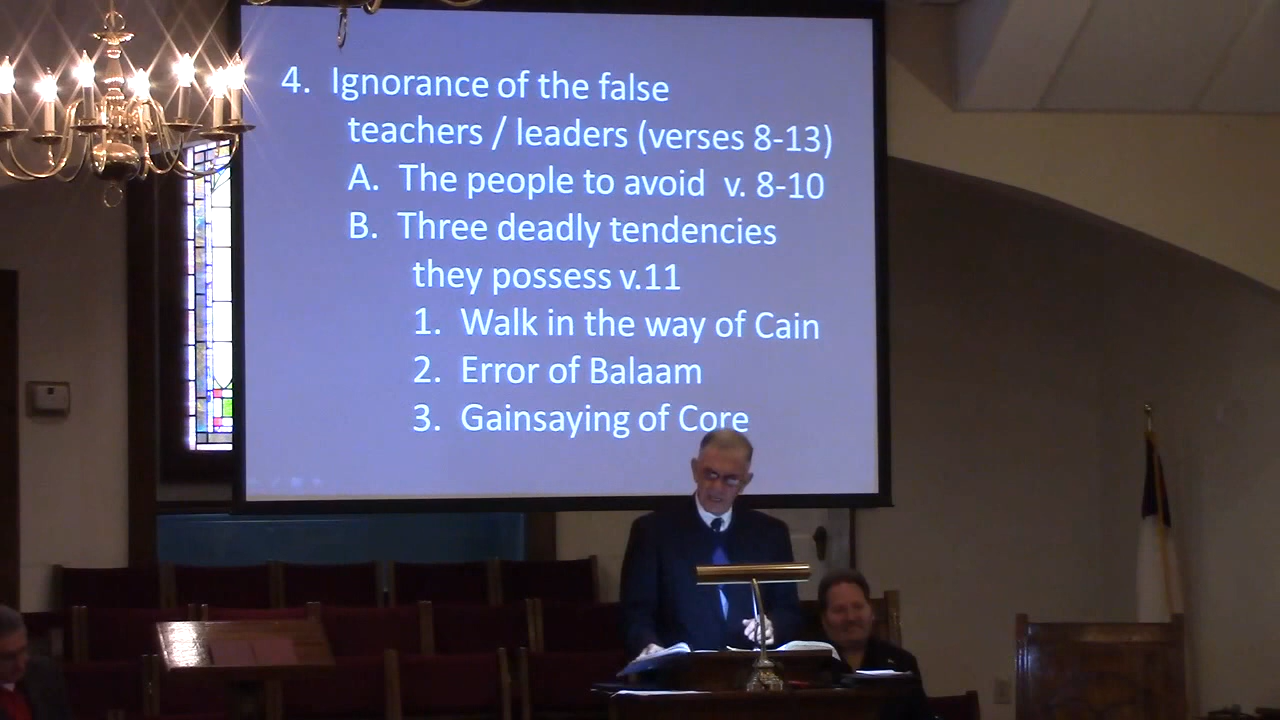 4. Ignorance of the false
teachers / leaders (verses 8-13)
A. The people to avoid v. 8-10
B. Three deadly tendencies
they possess v.11
1. Walk in the way of Cain
2. Error of Balaam
3. Gainsaying of Core